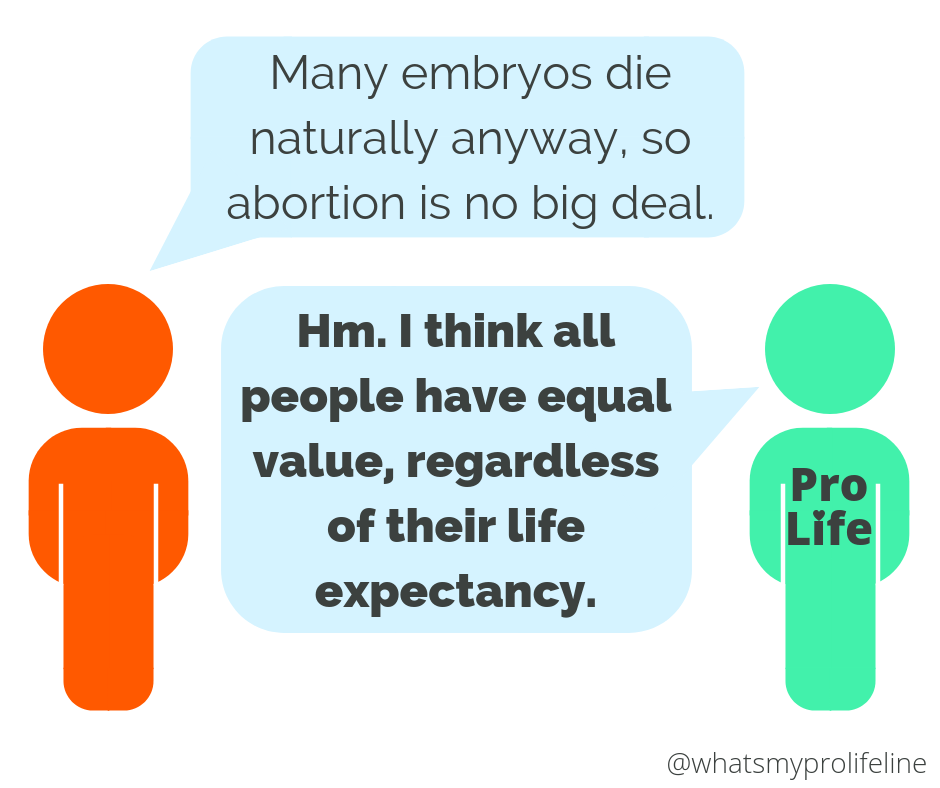 Many embryos die
naturally anyway, so
abortion is no big deal.
Hm. I think all
people have equal
value, regardless
of their life
expectancy.
Pro
Life
@whatsmyprolifeline